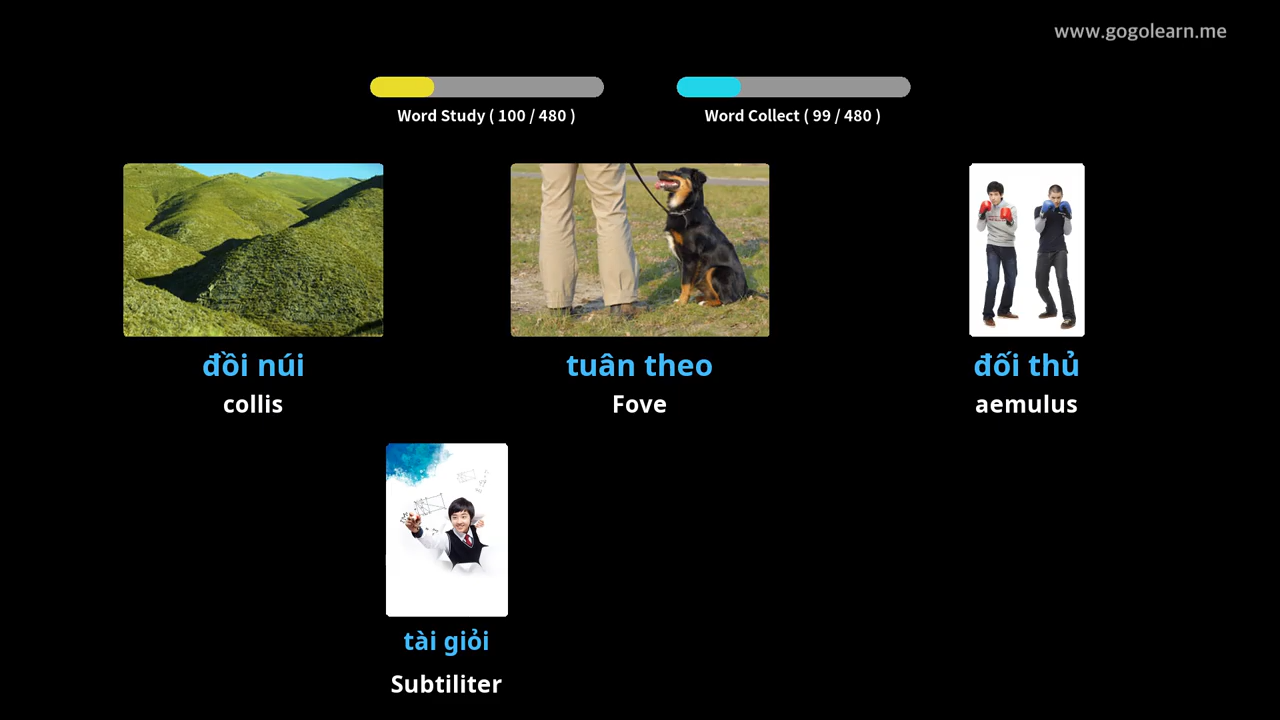 www.gogolearn.me
Word Study ( 100 / 480 )
Word Collect ( 99 / 480 )
đồi núi
tuân theo
đối thủ
collis
Fove
aemulus
tài giỏi
Subtiliter